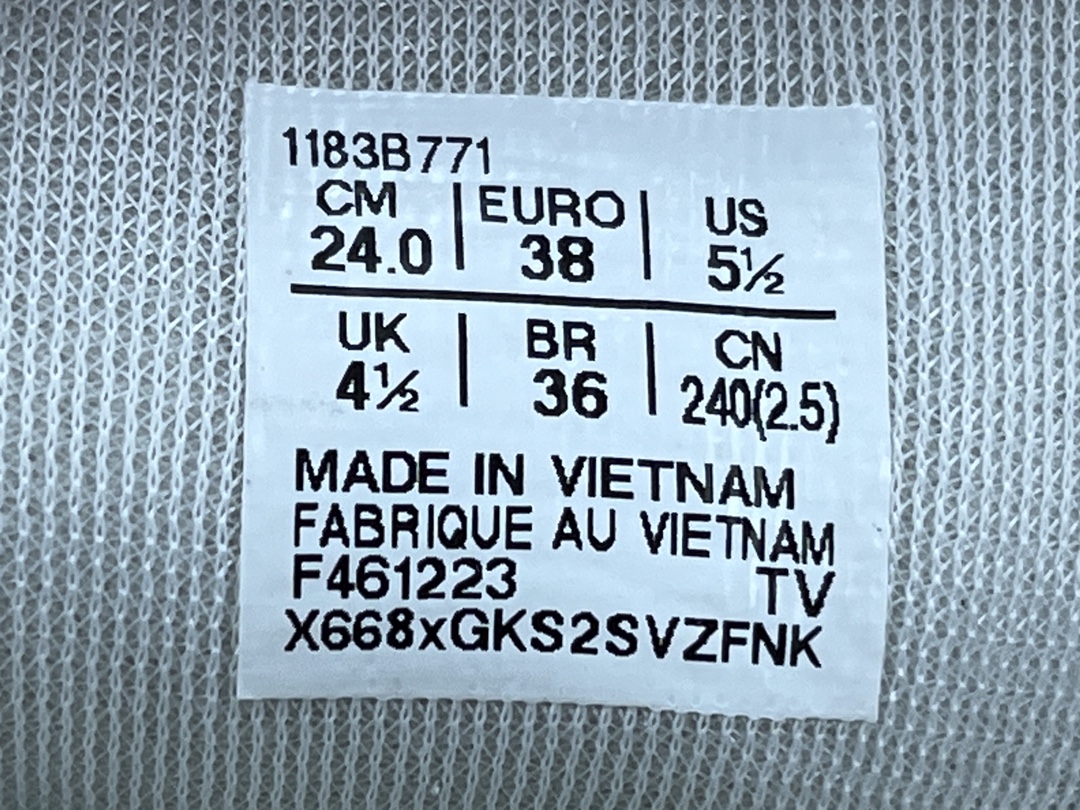 1183B771
CM | EURO | US
24.0 | 38 | 5½
UK | BR | CN
4½ | 36 | 240(2.5)
MADE IN VIETNAM
FABRIQUE AU VIETNAM
F461223 TV
X668xGKS2SVZFNK